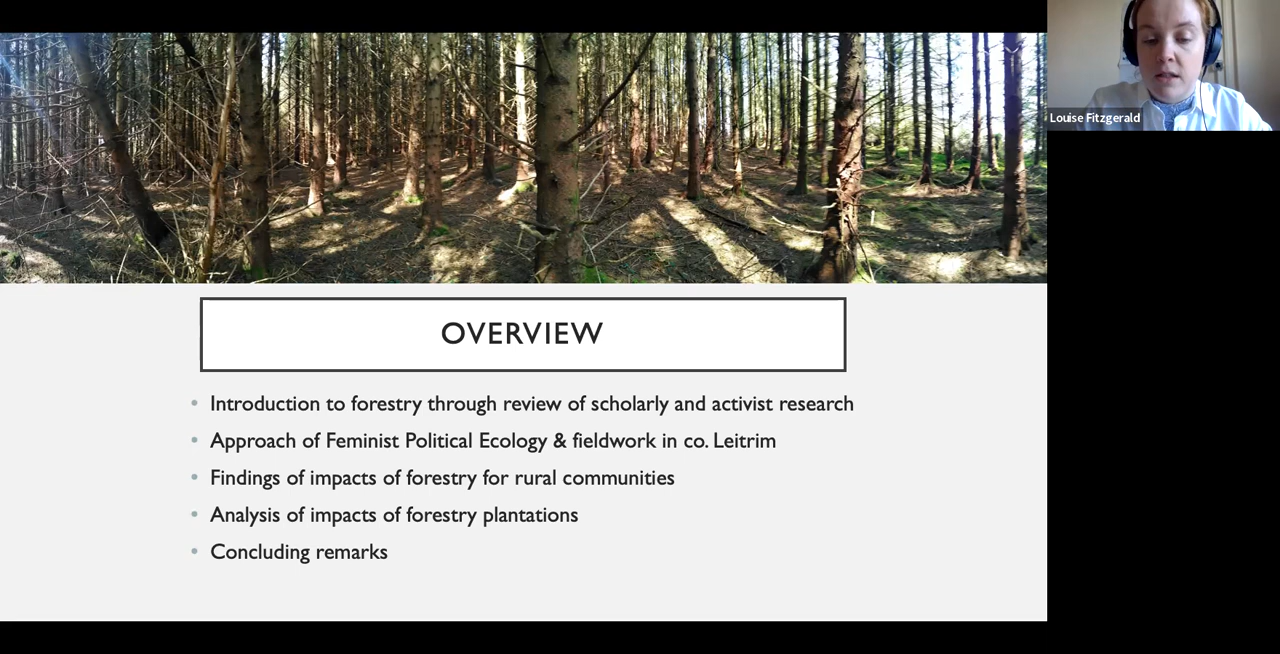 Louise Fitzgerald
OVERVIEW
• Introduction to forestry through review of scholarly and activist research
• Approach of Feminist Political Ecology & fieldwork in co. Leitrim
• Findings of impacts of forestry for rural communities
• Analysis of impacts of forestry plantations
• Concluding remarks